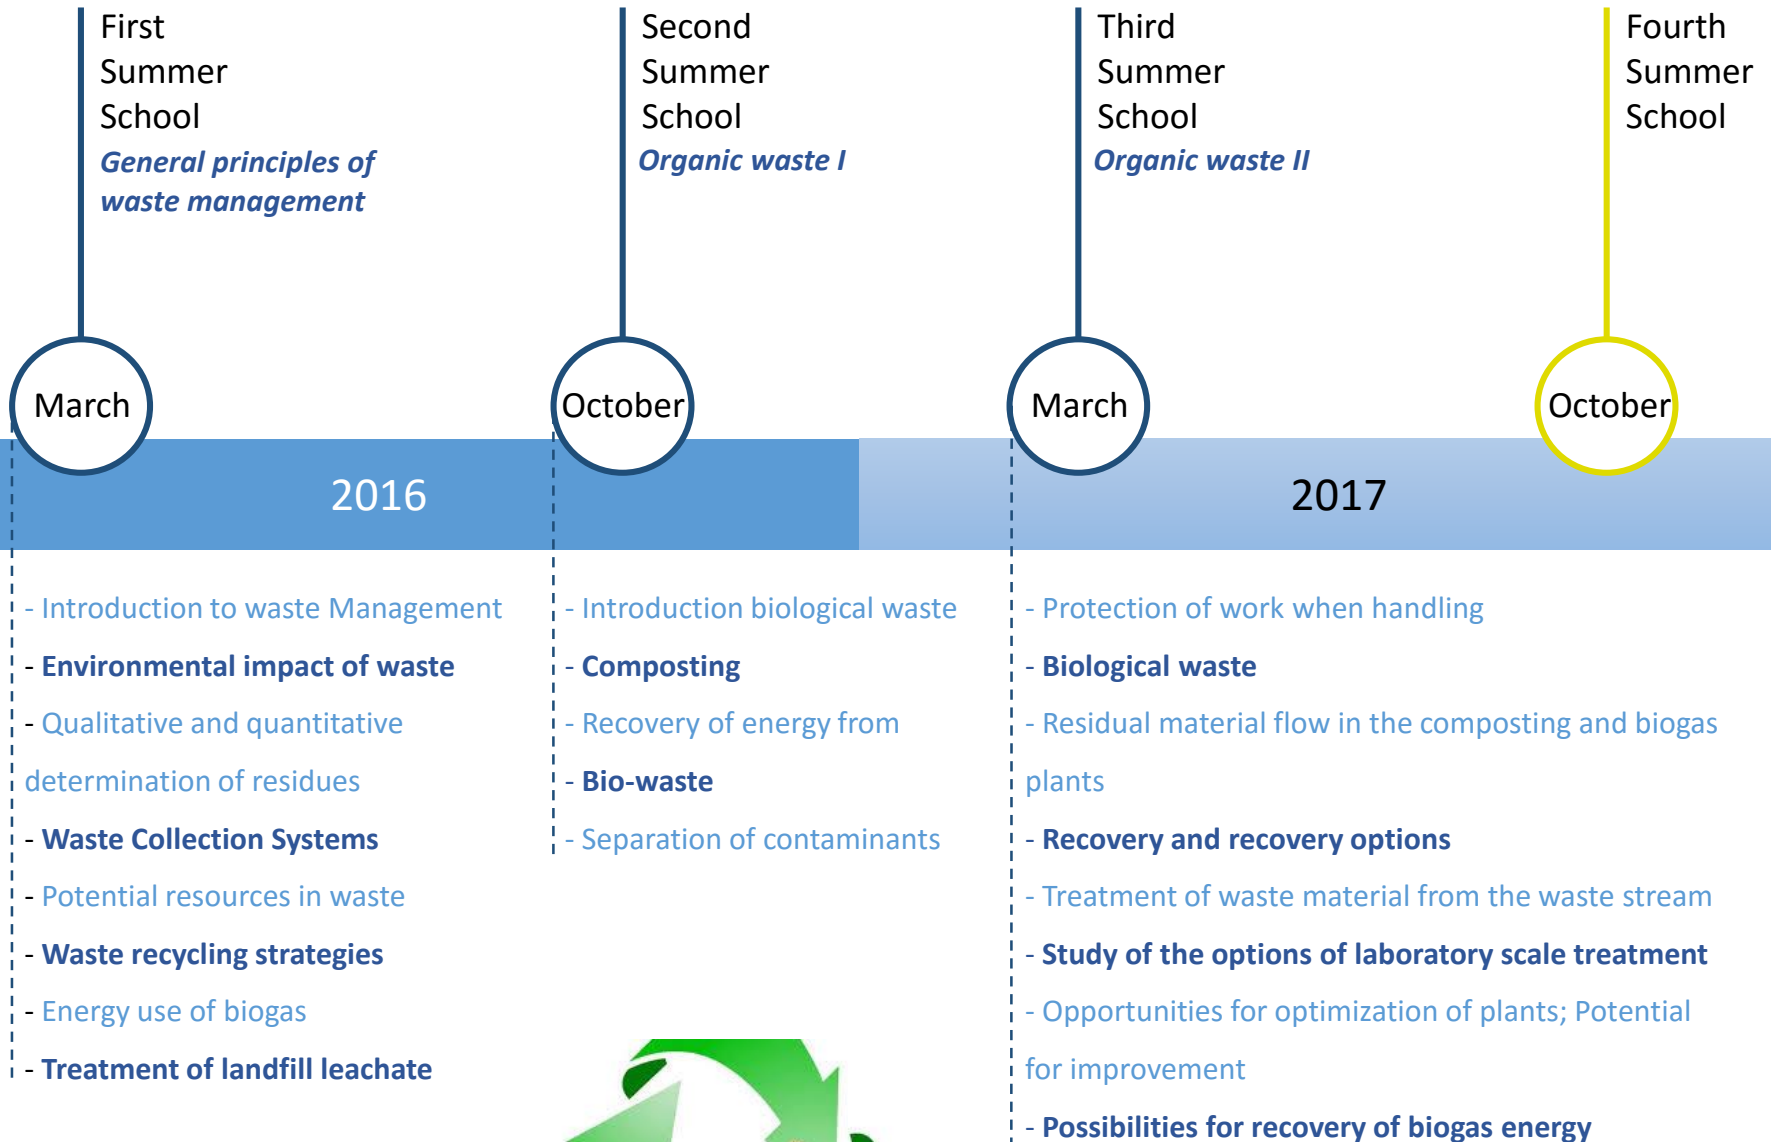 First
Summer
School
General principles of
waste management
Second
Summer
School
Organic waste I
Third
Summer
School
Organic waste II
Fourth
Summer
School
March
October
March
October
2016
2017
- Introduction to waste Management
- Environmental impact of waste
- Qualitative and quantitative
determination of residues
- Waste Collection Systems
- Potential resources in waste
- Waste recycling strategies
- Energy use of biogas
- Treatment of landfill leachate
- Introduction biological waste
- Composting
- Recovery of energy from
- Bio-waste
- Separation of contaminants
- Protection of work when handling
- Biological waste
- Residual material flow in the composting and biogas
plants
- Recovery and recovery options
- Treatment of waste material from the waste stream
- Study of the options of laboratory scale treatment
- Opportunities for optimization of plants; Potential
for improvement
- Possibilities for recovery of biogas energy